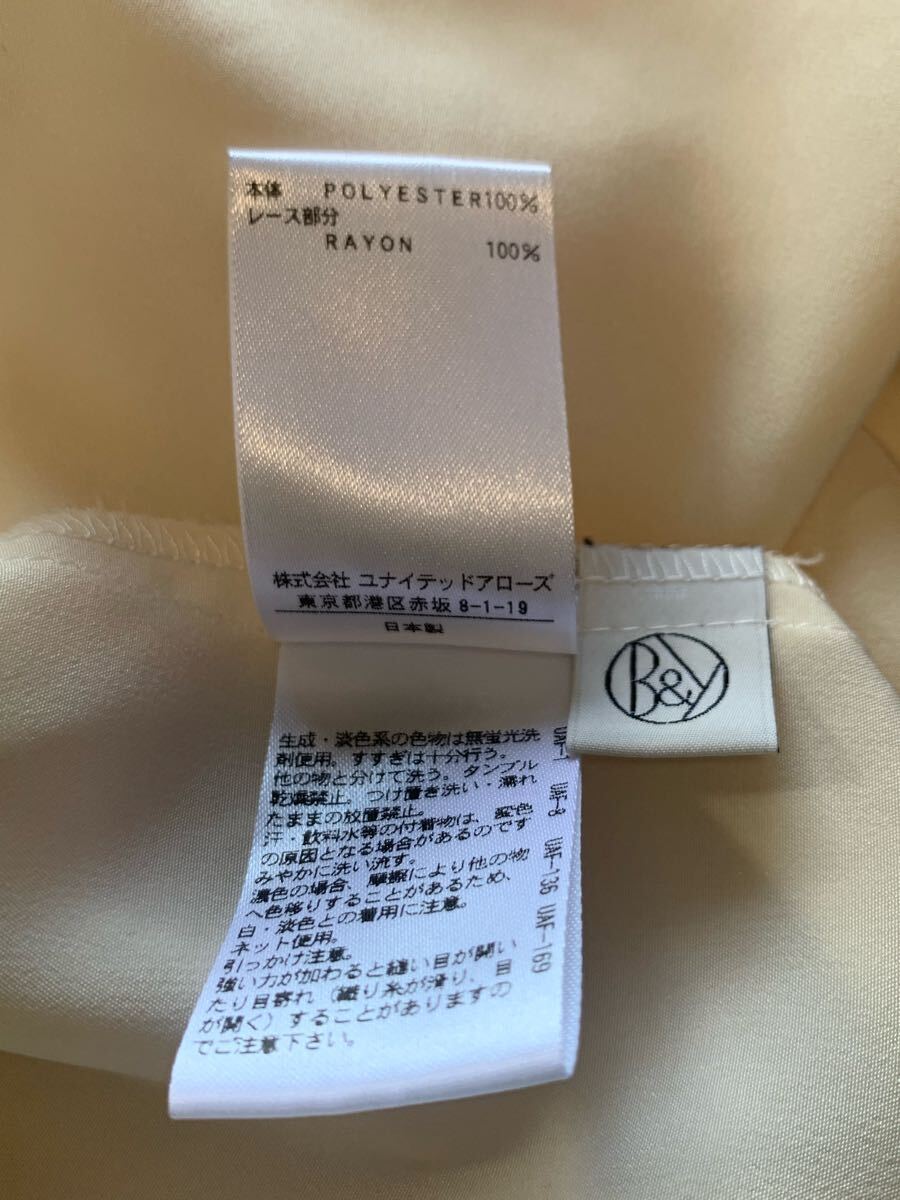 本体 POLYESTER100%
レース部分
RAYON 100%
株式会社 ユナイテッドアローズ
東京都港区赤坂 8-1-19
日本製
B&Y
生成・淡色系の色物は無蛍光洗
剤使用。すすぎは十分行う。
他の物と分けて洗う。タンブル
乾燥禁止。つけ置き洗い・濡れ
たままの放置禁止。
汗・飲料水等の付着物は、変色
の原因となる場合があるのです
みやかに洗い流す。
濃色の場合、摩擦により他の物
へ色移りすることがあるため、
白・淡色との着用に注意。
ネット使用。
引っかけ注意。
強い力が加わると縫い目が開い
たり目寄れ（織り糸が滑り、目
が開く）することがありますの
でご注意下さい。
UAF-1 UAF-8 UAF-136 UAF-169